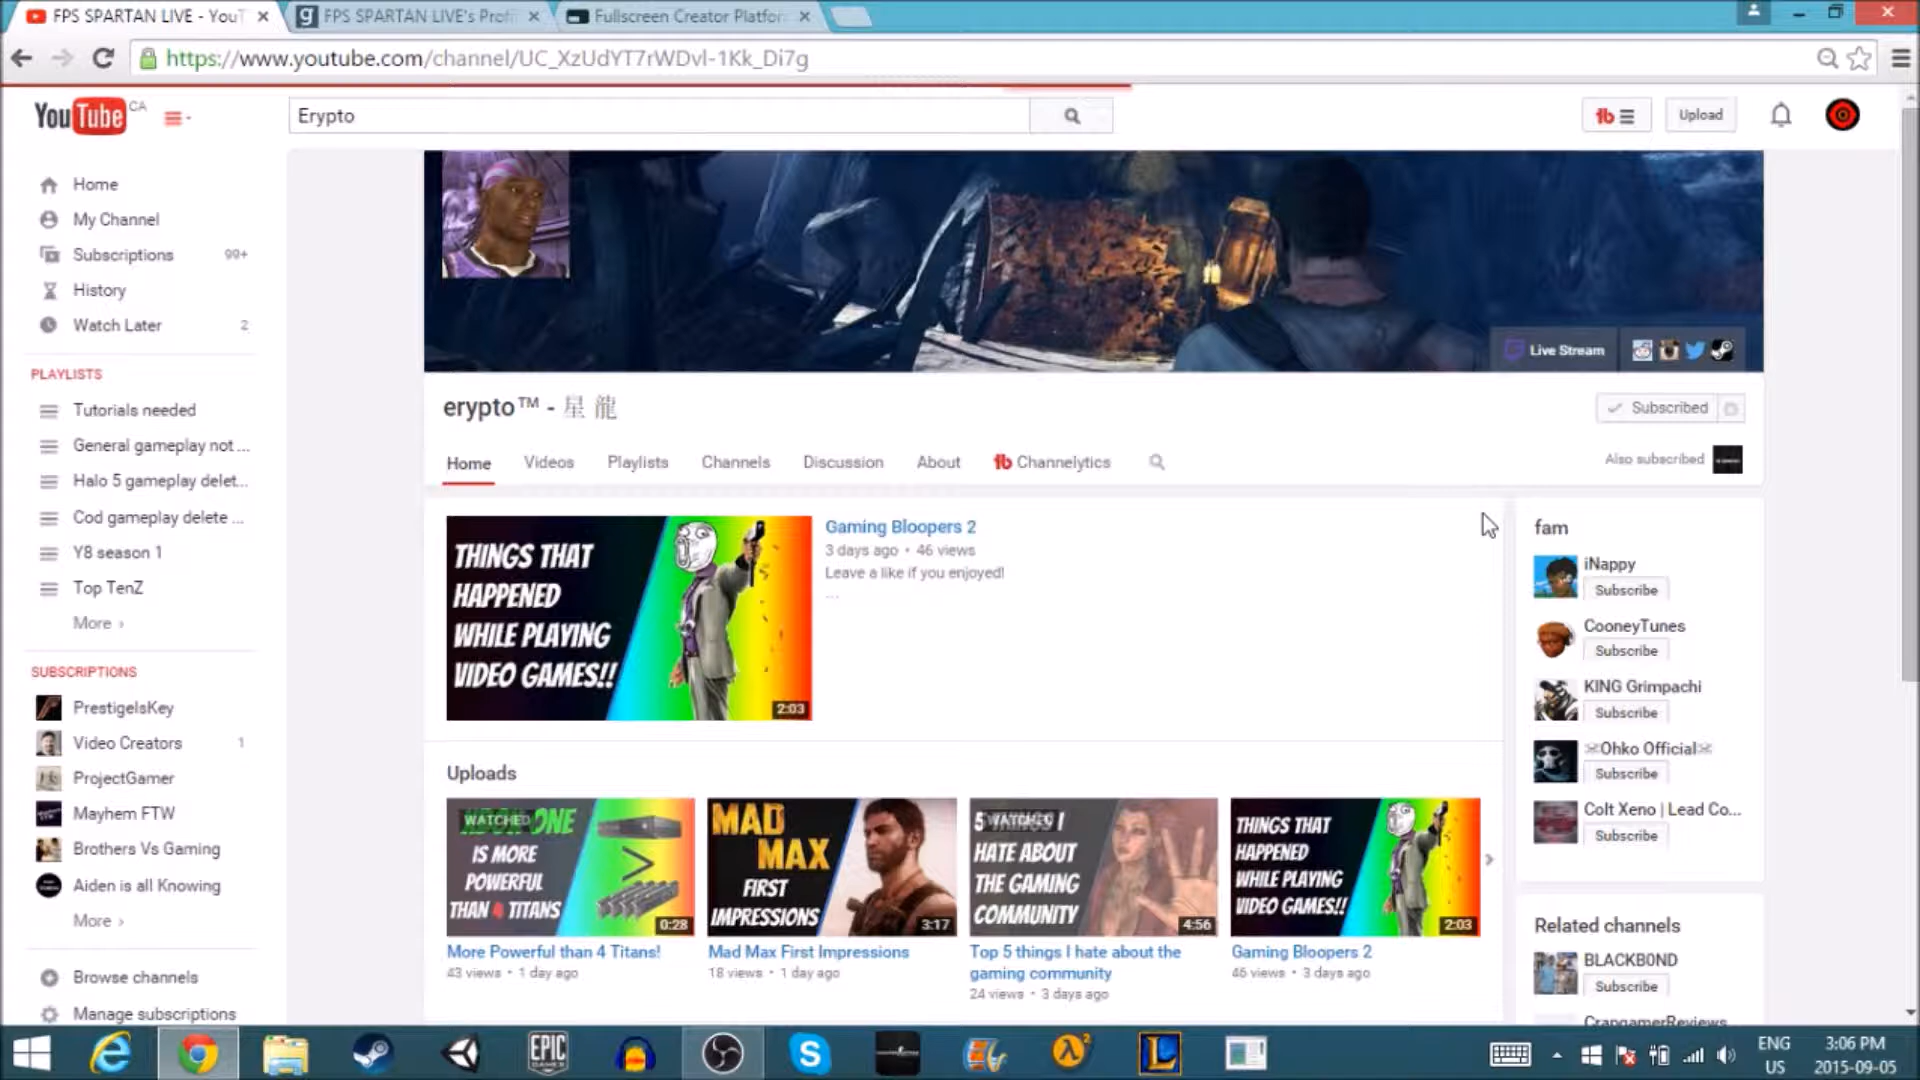 FPS SPARTAN LIVE - YouT
FPS SPARTAN LIVE's Profi
Fullscreen Creator Platfor
https://www.youtube.com/channel/UC_XzUdYT7rWDvl-1Kk_Di7g
YouTube CA
Erypto
Upload
Home
My Channel
Subscriptions 99+
History
Watch Later 2
PLAYLISTS
Tutorials needed
General gameplay not ...
Halo 5 gameplay delet...
Cod gameplay delete ...
Y8 season 1
Top TenZ
More ›
SUBSCRIPTIONS
PrestigeIsKey
Video Creators 1
ProjectGamer
Mayhem FTW
Brothers Vs Gaming
Aiden is all Knowing
More ›
Browse channels
Manage subscriptions
Live Stream
erypto™ - 星 龍
Subscribed
Home Videos Playlists Channels Discussion About Channelytics
Also subscribed
THINGS THAT
HAPPENED
WHILE PLAYING
VIDEO GAMES!!
2:03
Gaming Bloopers 2
3 days ago • 46 views
Leave a like if you enjoyed!
...
Uploads
WATCHED
XBOX ONE
IS MORE
POWERFUL
THAN 4 TITANS
0:28
More Powerful than 4 Titans!
43 views • 1 day ago
MAD
MAX
FIRST
IMPRESSIONS
3:17
Mad Max First Impressions
18 views • 1 day ago
WATCHED
5 THINGS I
HATE ABOUT
THE GAMING
COMMUNITY
4:56
Top 5 things I hate about the
gaming community
24 views • 3 days ago
THINGS THAT
HAPPENED
WHILE PLAYING
VIDEO GAMES!!
2:03
Gaming Bloopers 2
46 views • 3 days ago
fam
iNappy
Subscribe
CooneyTunes
Subscribe
KING Grimpachi
Subscribe
☠Ohko Official☠
Subscribe
Colt Xeno | Lead Co...
Subscribe
Related channels
BLACKB0ND
Subscribe
CrapgamerReviews
EPIC
GAMES
ENG
US
3:06 PM
2015-09-05